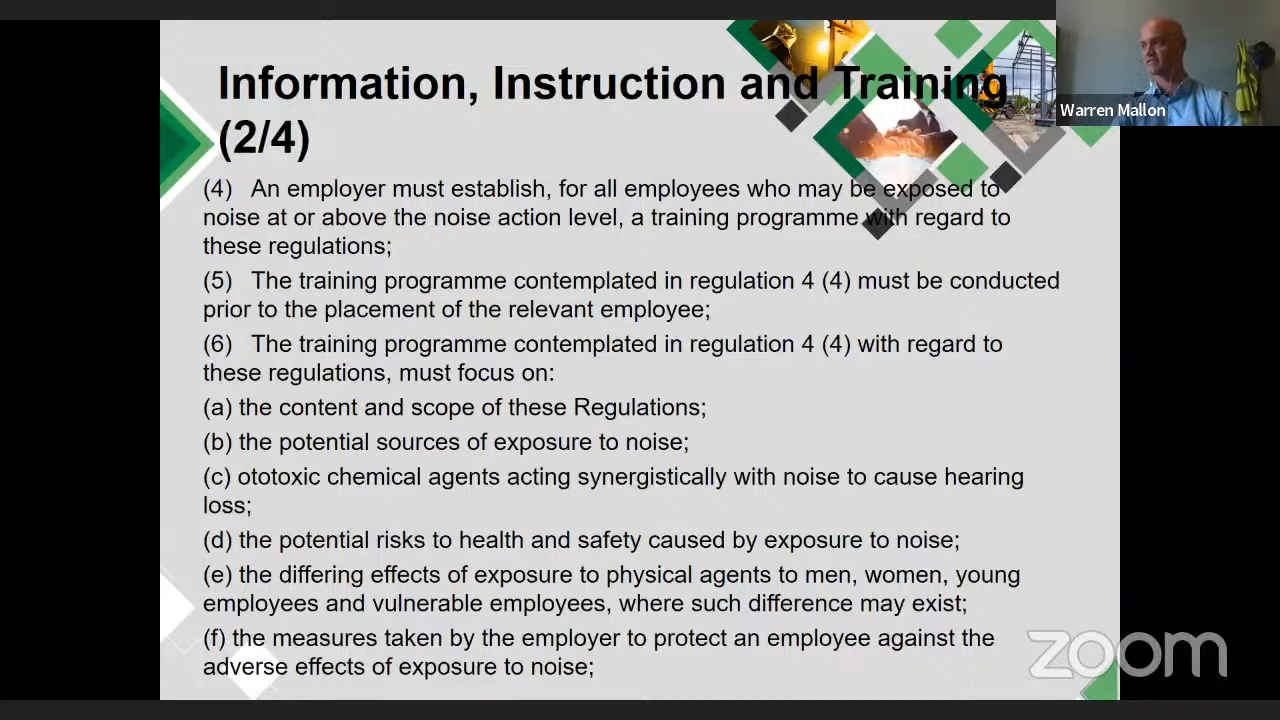 Information, Instruction and Training
(2/4)
Warren Mallon
(4) An employer must establish, for all employees who may be exposed to
noise at or above the noise action level, a training programme with regard to
these regulations;
(5) The training programme contemplated in regulation 4 (4) must be conducted
prior to the placement of the relevant employee;
(6) The training programme contemplated in regulation 4 (4) with regard to
these regulations, must focus on:
(a) the content and scope of these Regulations;
(b) the potential sources of exposure to noise;
(c) ototoxic chemical agents acting synergistically with noise to cause hearing
loss;
(d) the potential risks to health and safety caused by exposure to noise;
(e) the differing effects of exposure to physical agents to men, women, young
employees and vulnerable employees, where such difference may exist;
(f) the measures taken by the employer to protect an employee against the
adverse effects of exposure to noise;
zoom